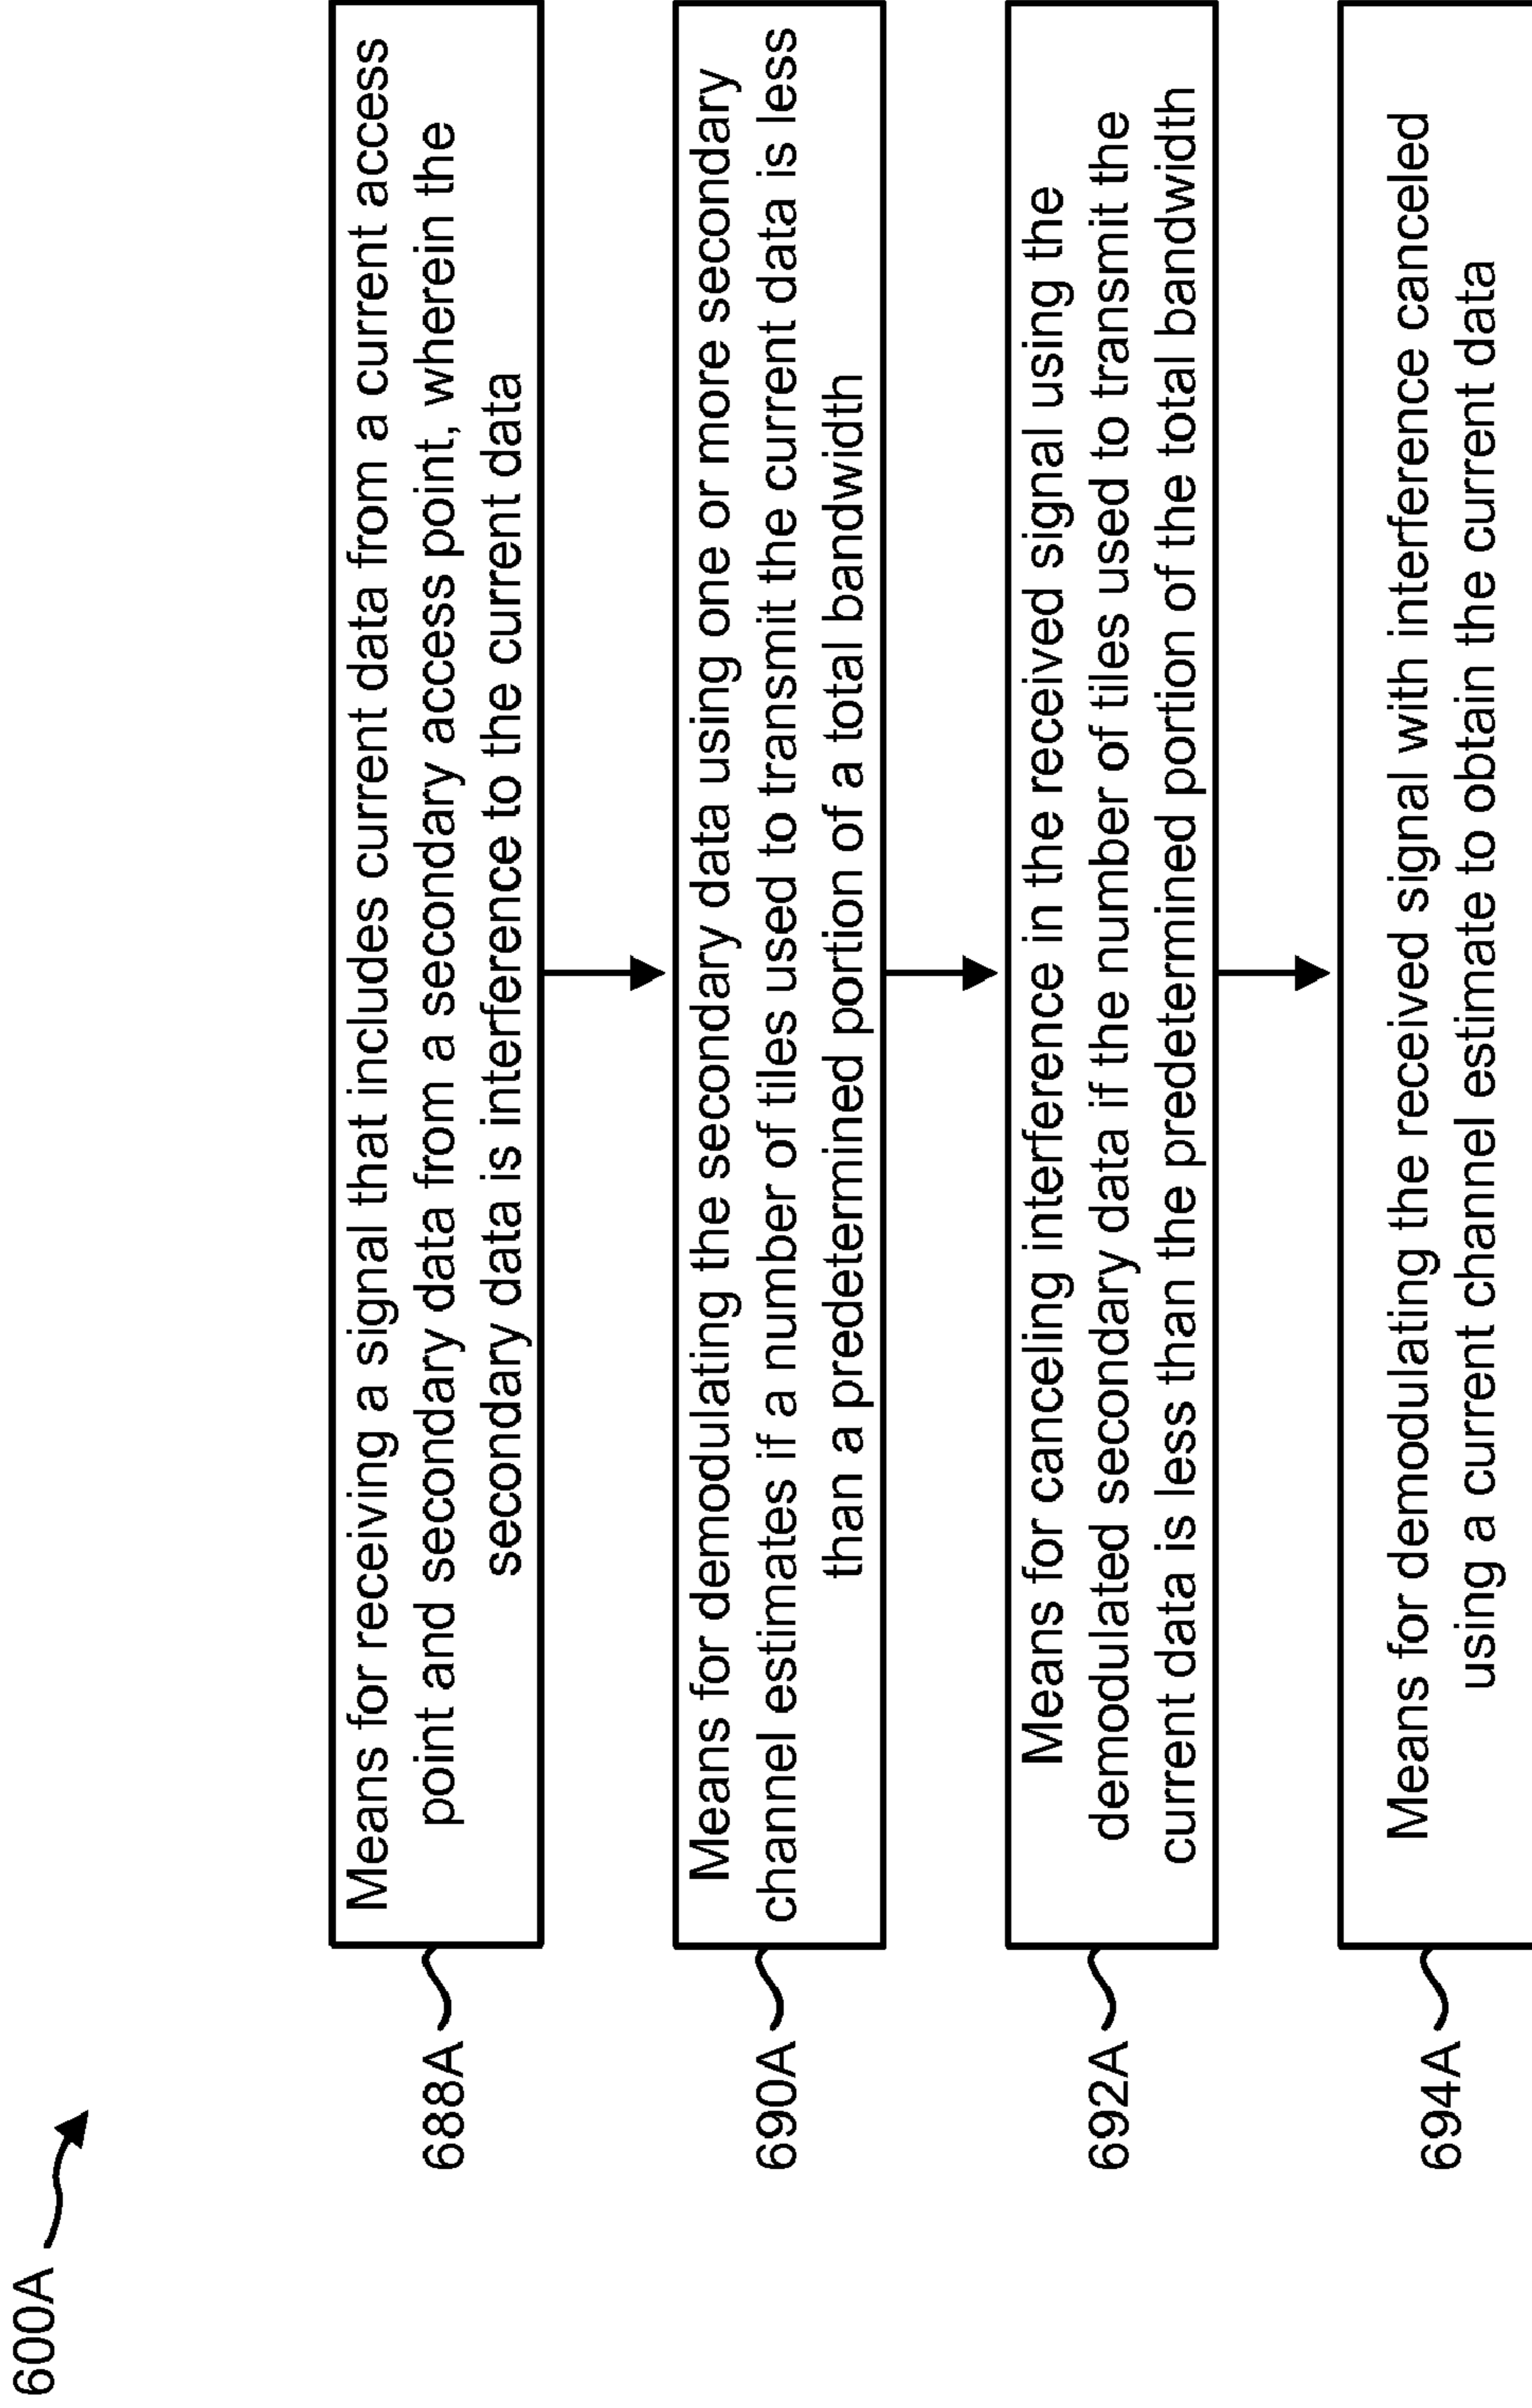 600A
688A
Means for receiving a signal that includes current data from a current access
point and secondary data from a secondary access point, wherein the
secondary data is interference to the current data
690A
Means for demodulating the secondary data using one or more secondary
channel estimates if a number of tiles used to transmit the current data is less
than a predetermined portion of a total bandwidth
692A
Means for canceling interference in the received signal using the
demodulated secondary data if the number of tiles used to transmit the
current data is less than the predetermined portion of the total bandwidth
694A
Means for demodulating the received signal with interference canceled
using a current channel estimate to obtain the current data